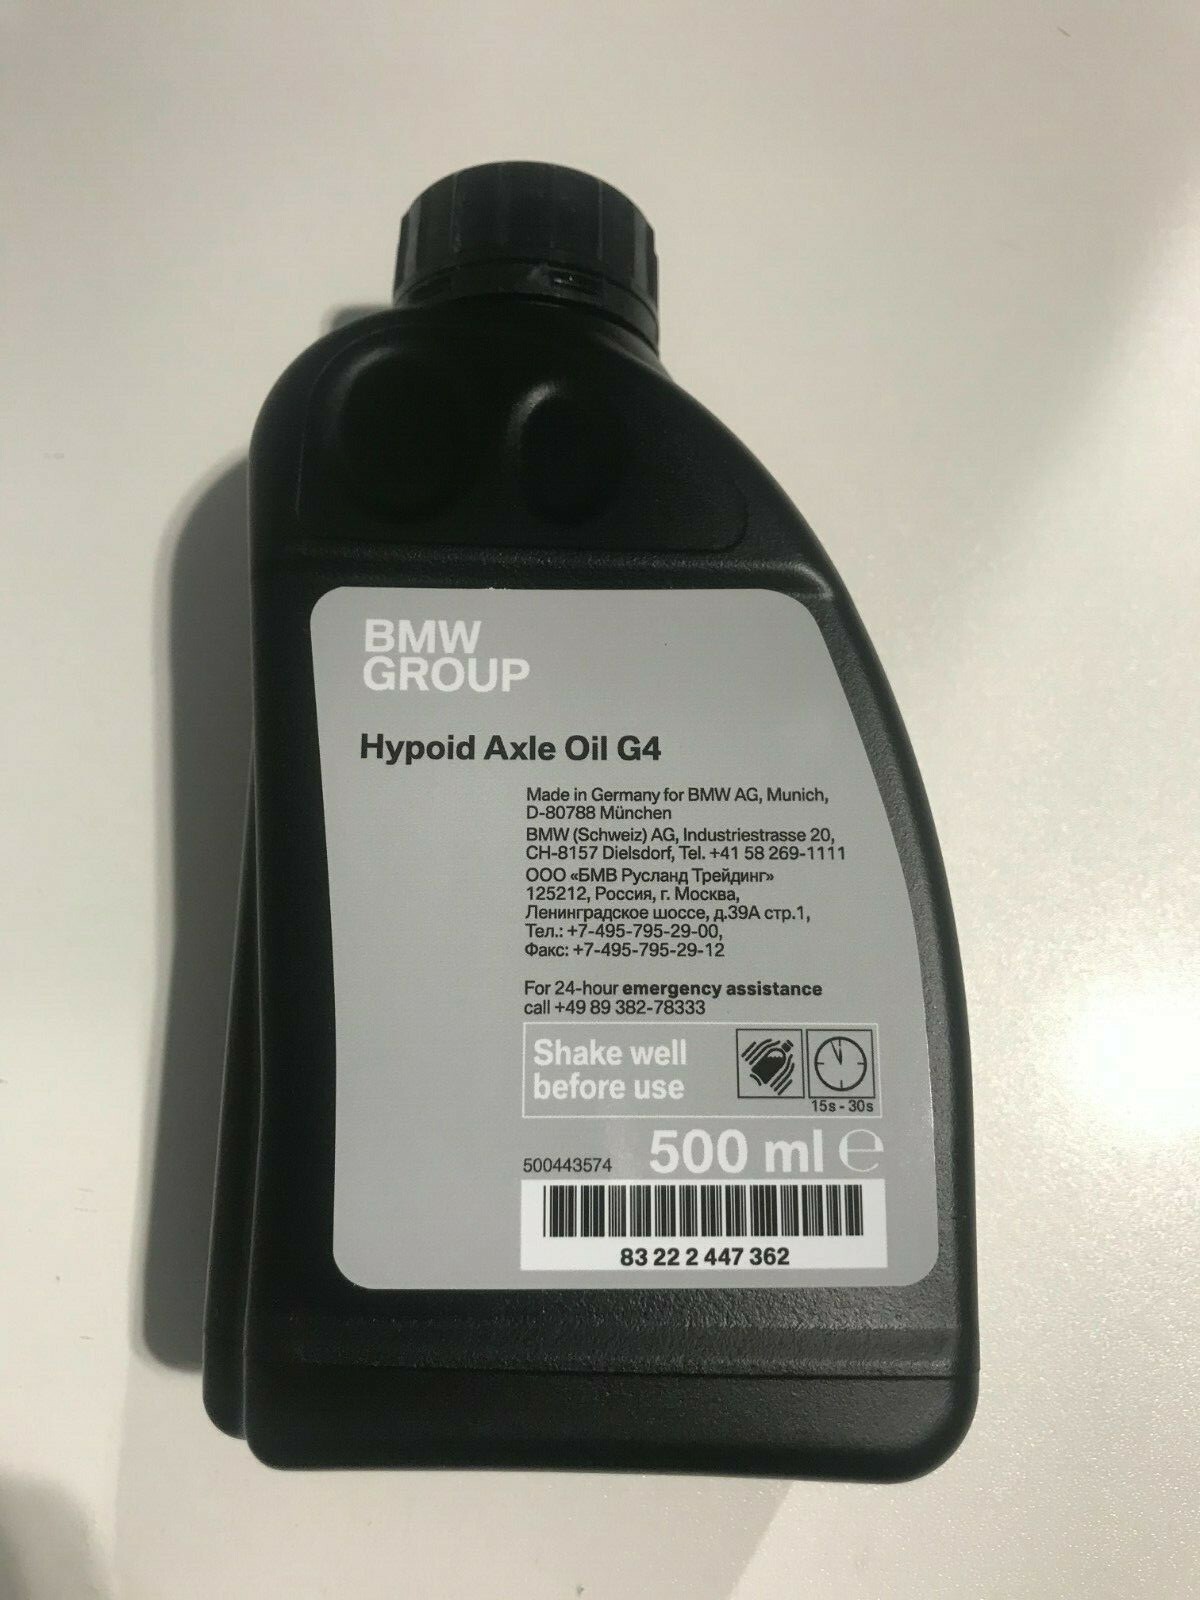 BMW
GROUP
Hypoid Axle Oil G4
Made in Germany for BMW AG, Munich,
D-80788 München
BMW (Schweiz) AG, Industriestrasse 20,
CH-8157 Dielsdorf, Tel. +41 58 269-1111
ООО «БМВ Русланд Трейдинг»
125212, Россия, г. Москва,
Ленинградское шоссе, д.39А стр.1,
Тел.: +7-495-795-29-00,
Факс: +7-495-795-29-12
For 24-hour emergency assistance
call +49 89 382-78333
Shake well
before use
15s - 30s
500443574
500 ml ℮
83 22 2 447 362